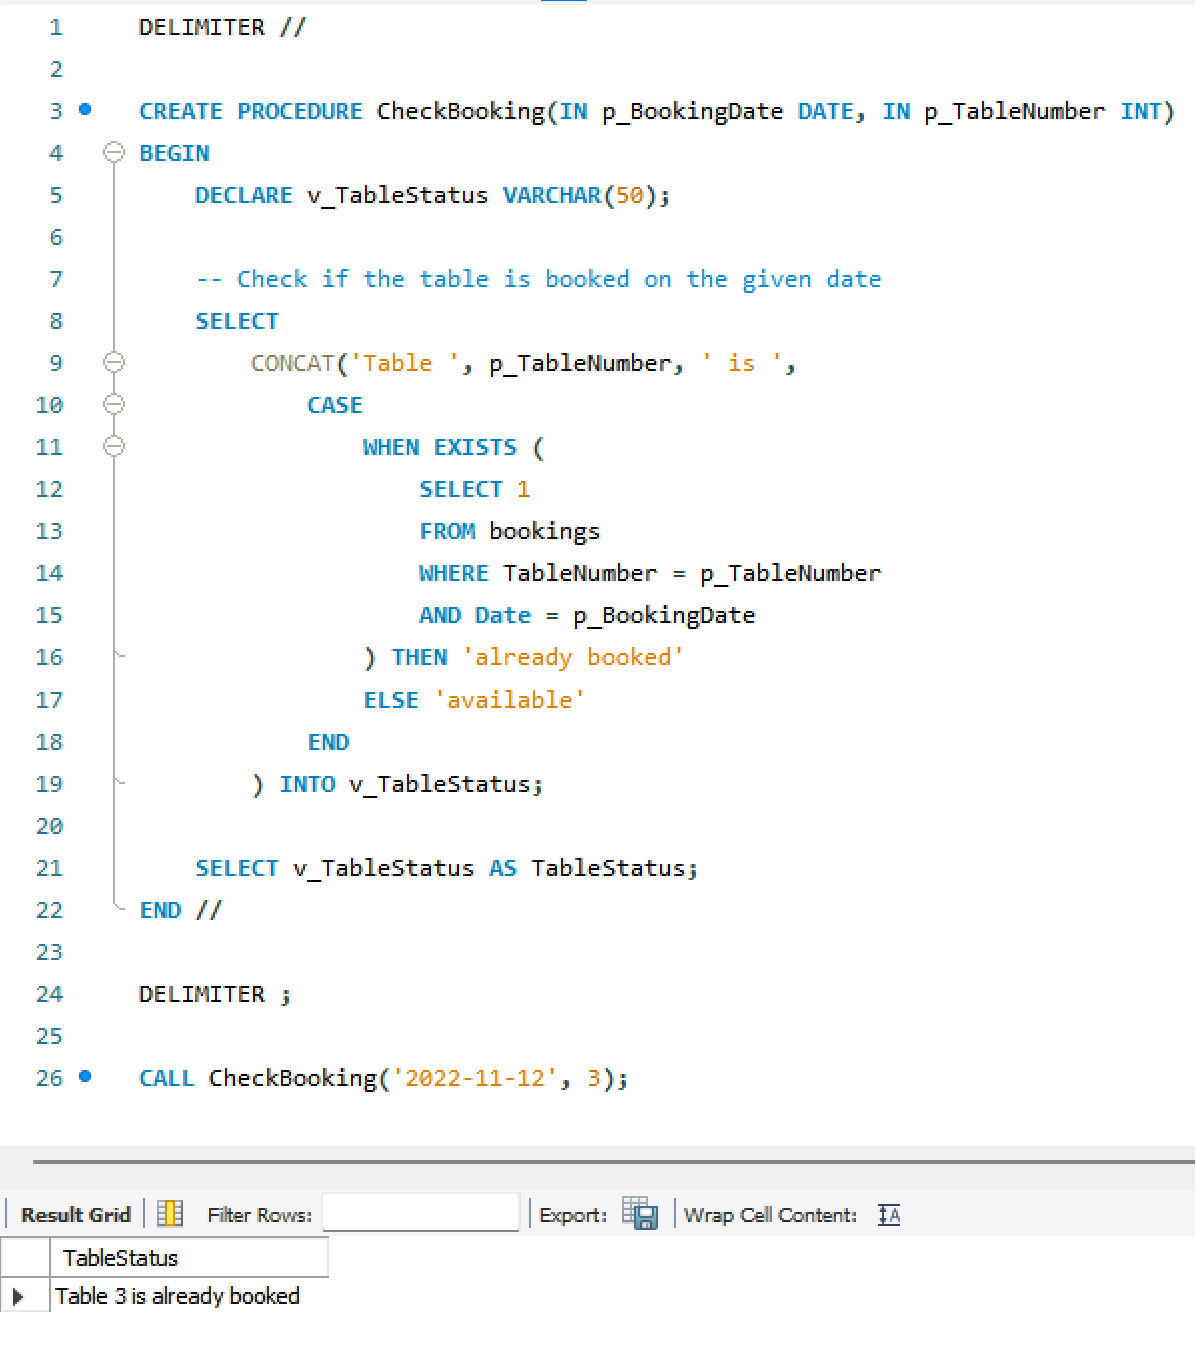 1 DELIMITER //
2
3 CREATE PROCEDURE CheckBooking(IN p_BookingDate DATE, IN p_TableNumber INT)
4 BEGIN
5 DECLARE v_TableStatus VARCHAR(50);
6
7 -- Check if the table is booked on the given date
8 SELECT
9 CONCAT('Table ', p_TableNumber, ' is ',
10 CASE
11 WHEN EXISTS (
12 SELECT 1
13 FROM bookings
14 WHERE TableNumber = p_TableNumber
15 AND Date = p_BookingDate
16 ) THEN 'already booked'
17 ELSE 'available'
18 END
19 ) INTO v_TableStatus;
20
21 SELECT v_TableStatus AS TableStatus;
22 END //
23
24 DELIMITER ;
25
26 CALL CheckBooking('2022-11-12', 3);
Result Grid Filter Rows: Export: Wrap Cell Content: IA
TableStatus
Table 3 is already booked